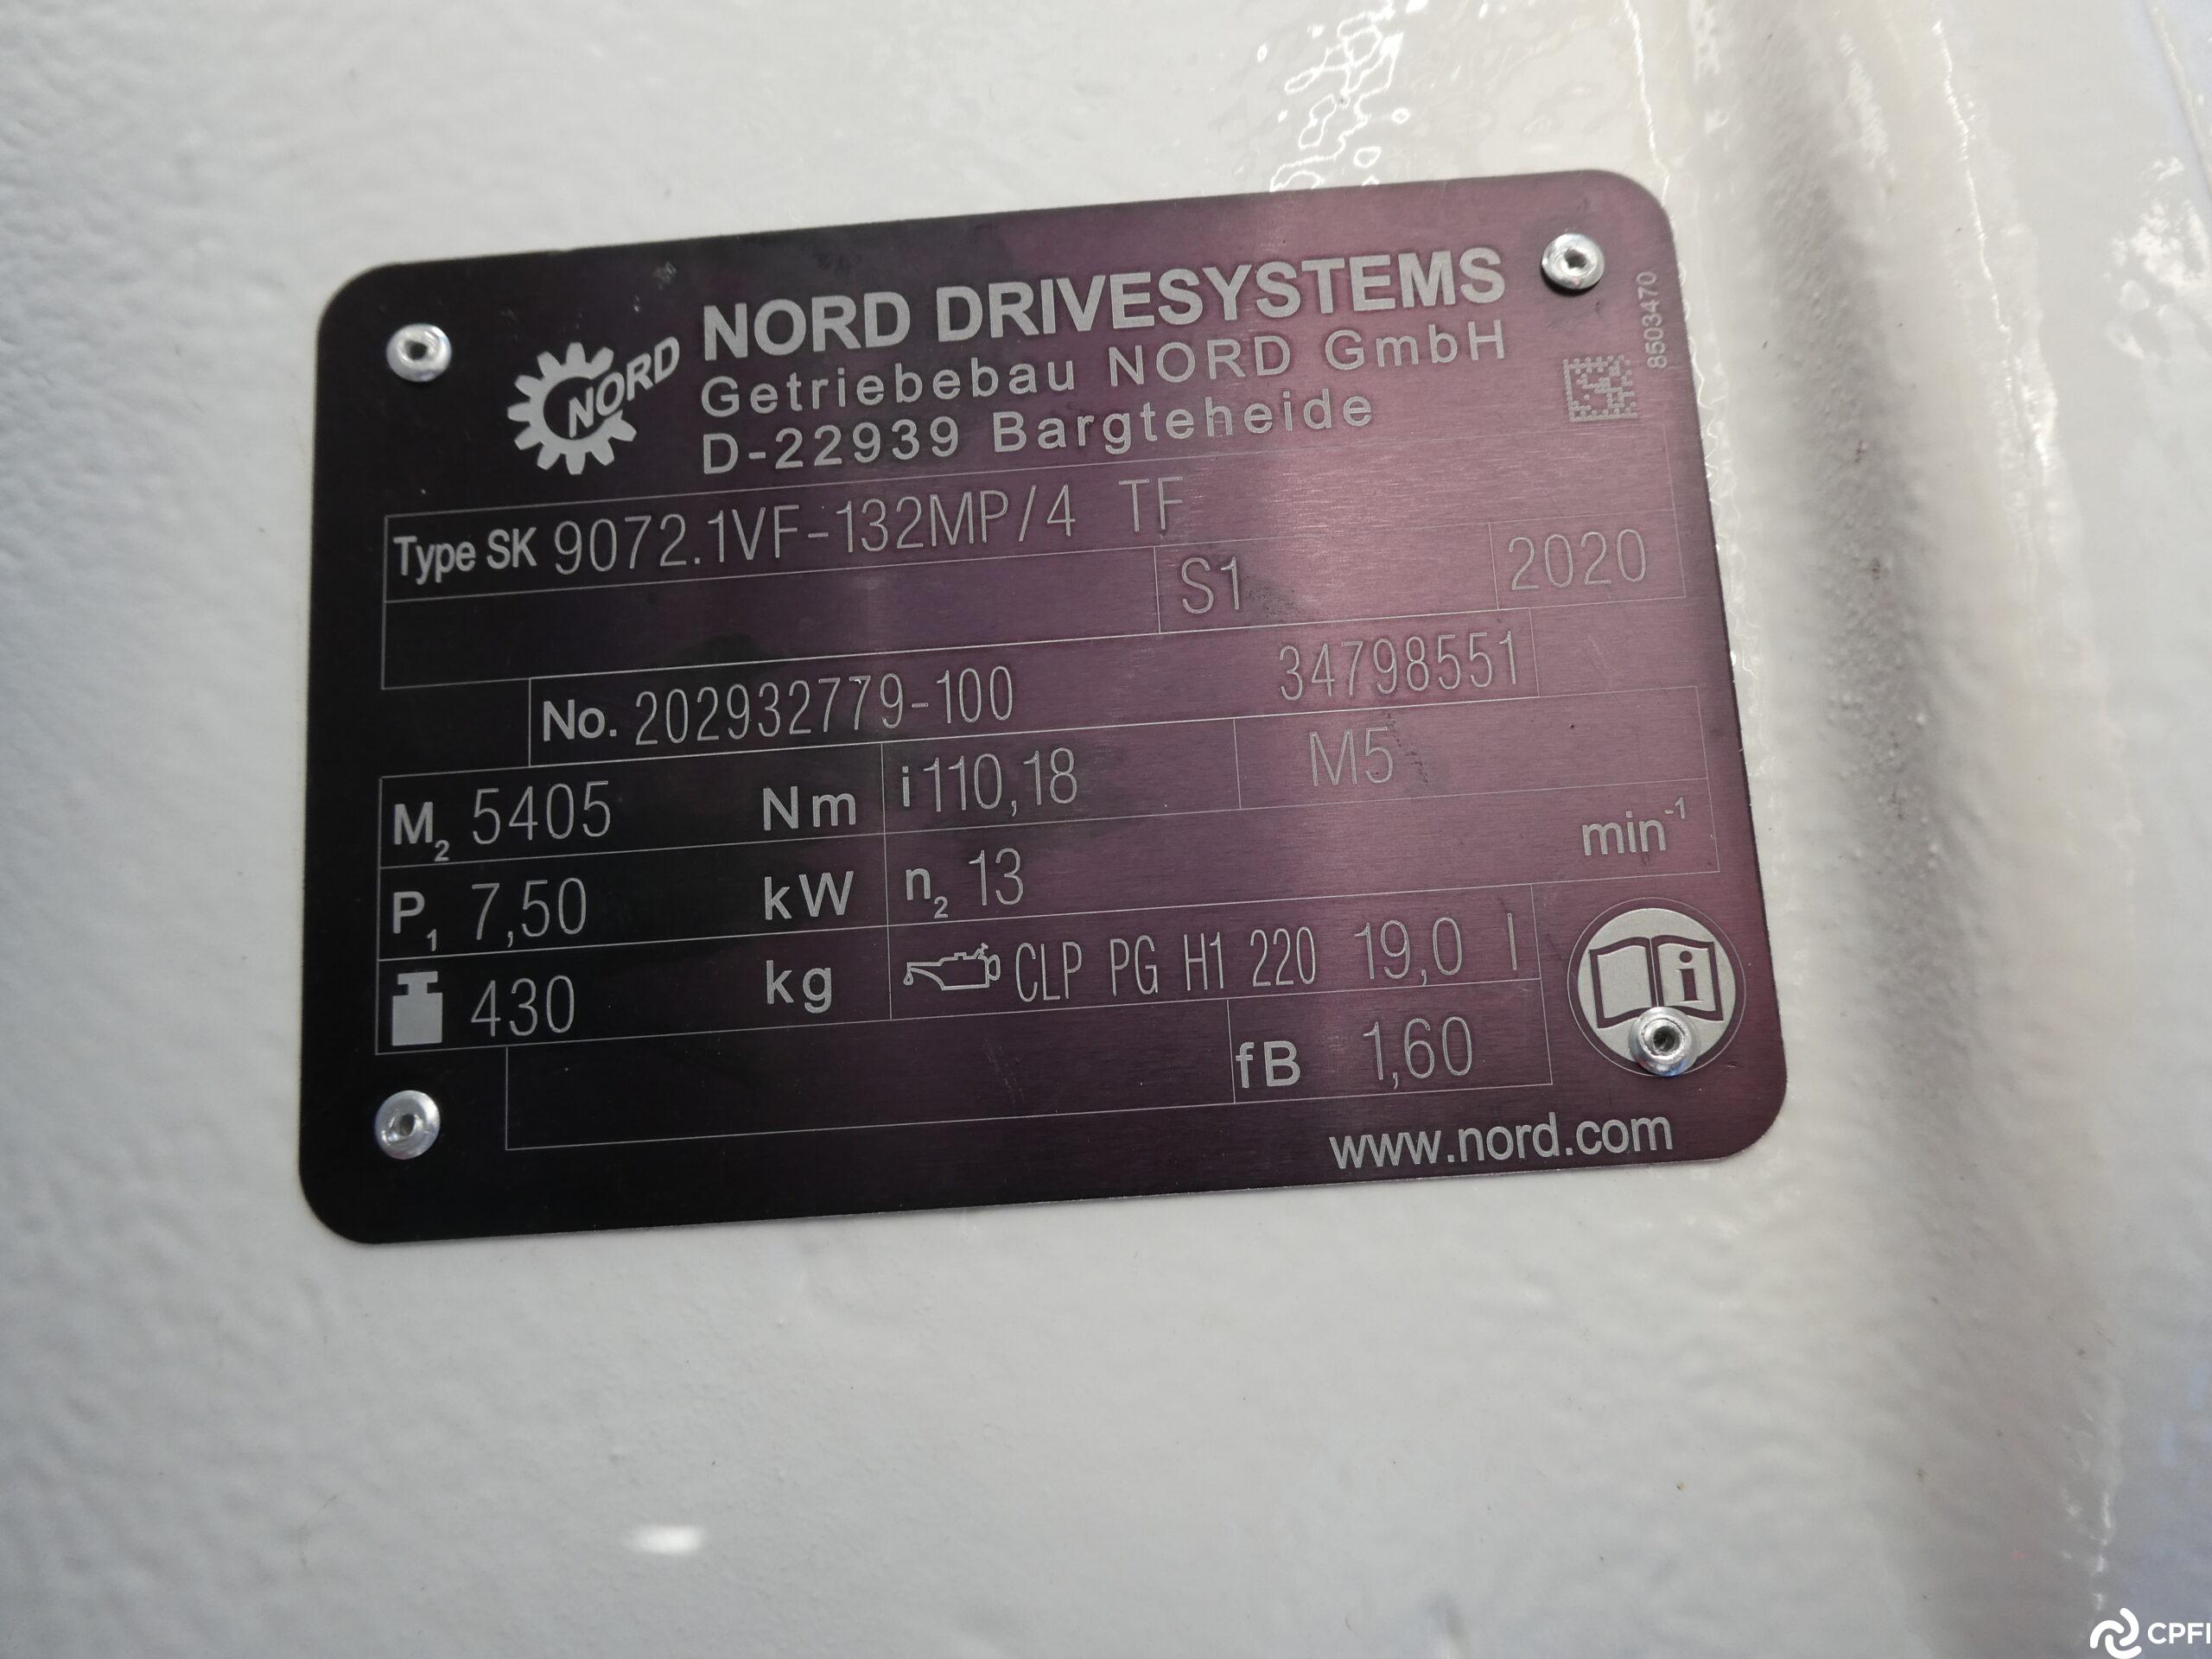 NORD
NORD DRIVESYSTEMS
Getriebebau NORD GmbH
D-22939 Bargteheide
8503470
Type SK 9072.1VF-132MP/4 TF
S1 2020
No. 202932779-100 34798551
M2 5405 Nm i 110,18 M5
P1 7,50 kW n2 13 min-1
430 kg CLP PG H1 220 19,0 l
fB 1,60
www.nord.com
CPFI